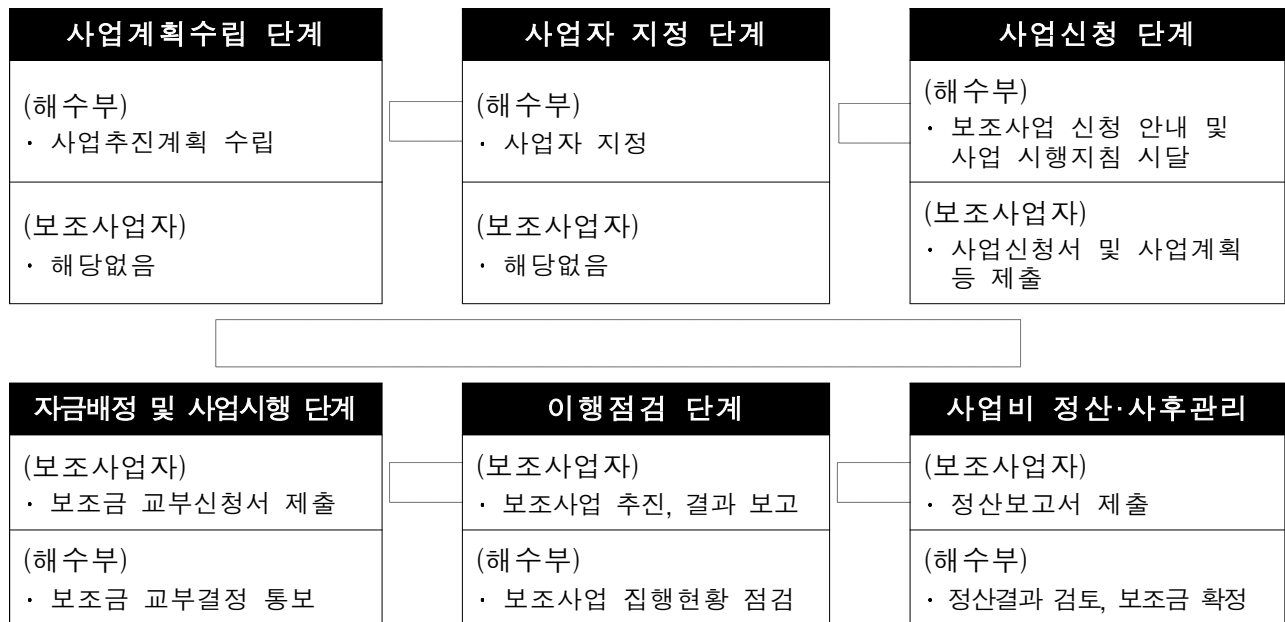 사업계획수립 단계
(해수부)
· 사업추진계획 수립
(보조사업자)
· 해당없음
사업자 지정 단계
(해수부)
· 사업자 지정
(보조사업자)
· 해당없음
사업신청 단계
(해수부)
· 보조사업 신청 안내 및
사업 시행지침 시달
(보조사업자)
· 사업신청서 및 사업계획
등 제출
자금배정 및 사업시행 단계
(보조사업자)
· 보조금 교부신청서 제출
(해수부)
· 보조금 교부결정 통보
이행점검 단계
(보조사업자)
· 보조사업 추진, 결과 보고
(해수부)
· 보조사업 집행현황 점검
사업비 정산·사후관리
(보조사업자)
· 정산보고서 제출
(해수부)
· 정산결과 검토, 보조금 확정